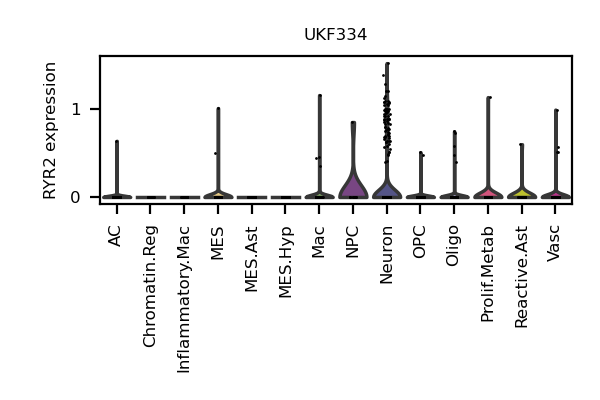 UKF334
RYR2 expression
1
0
AC
Chromatin.Reg
Inflammatory.Mac
MES
MES.Ast
MES.Hyp
Mac
NPC
Neuron
OPC
Oligo
Prolif.Metab
Reactive.Ast
Vasc